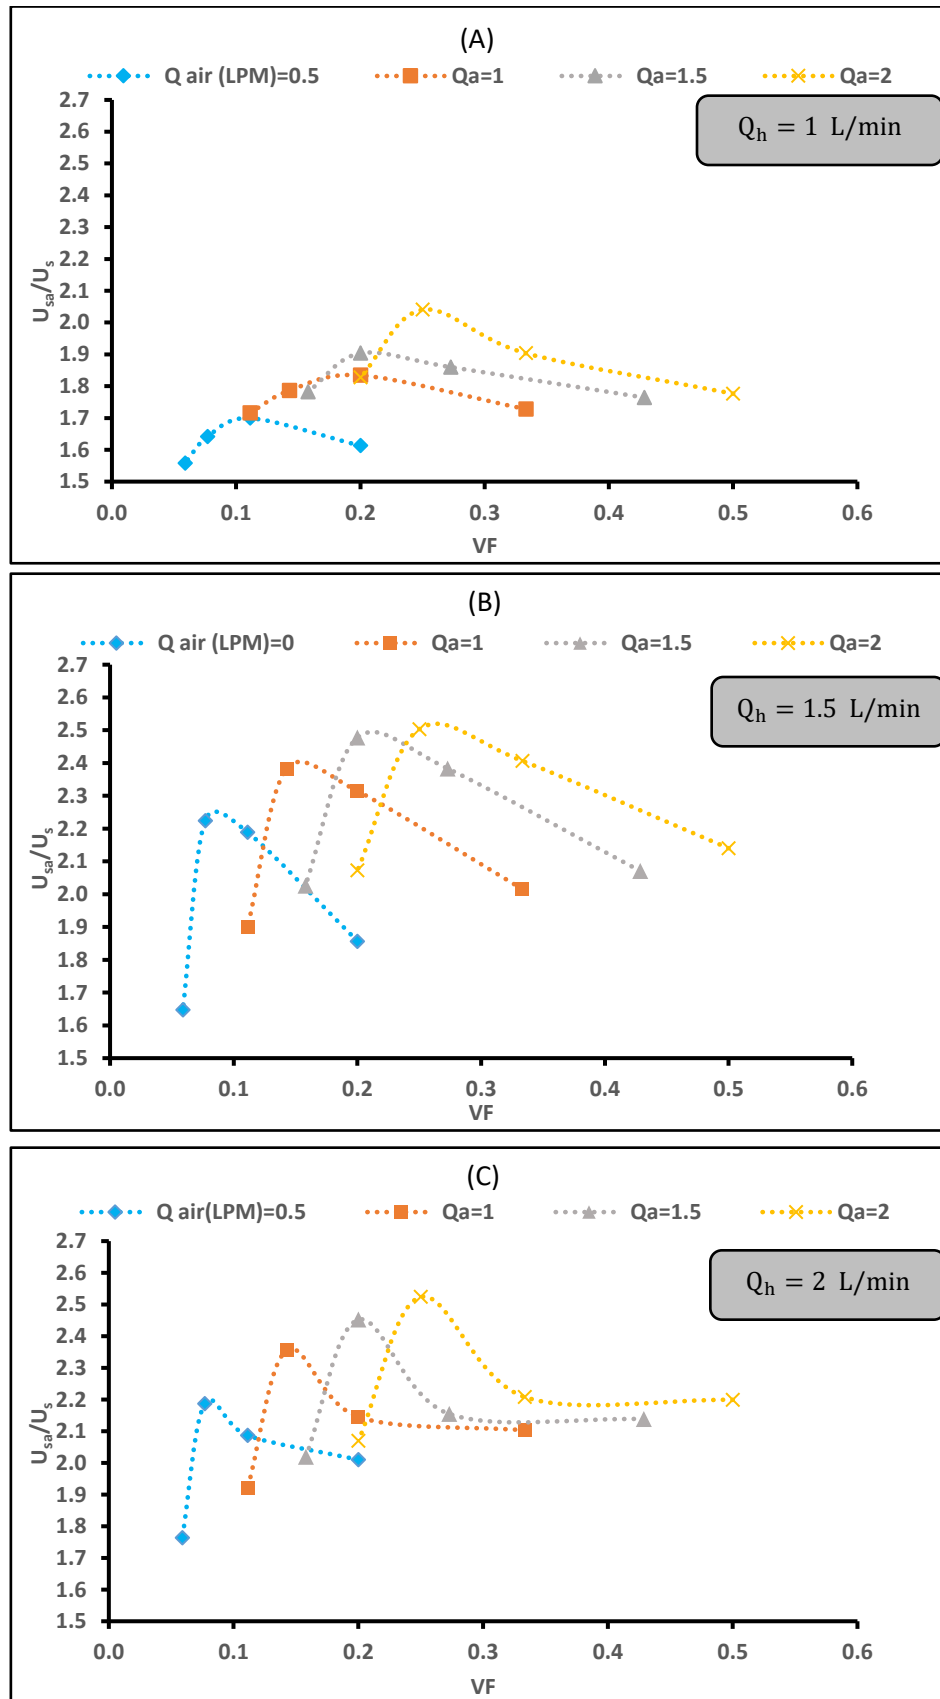 (A)
Q air (LPM)=0.5 Qa=1 Qa=1.5 Qa=2
Qh = 1 L/min
2.7
2.6
2.5
2.4
2.3
2.2
2.1
2.0
1.9
1.8
1.7
1.6
1.5
Usa/Us
0.0 0.1 0.2 0.3 0.4 0.5 0.6
VF
(B)
Q air (LPM)=0 Qa=1 Qa=1.5 Qa=2
Qh = 1.5 L/min
2.7
2.6
2.5
2.4
2.3
2.2
2.1
2.0
1.9
1.8
1.7
1.6
1.5
Usa/Us
0.0 0.1 0.2 0.3 0.4 0.5 0.6
VF
(C)
Q air(LPM)=0.5 Qa=1 Qa=1.5 Qa=2
Qh = 2 L/min
2.7
2.6
2.5
2.4
2.3
2.2
2.1
2.0
1.9
1.8
1.7
1.6
1.5
Usa/Us
0.0 0.1 0.2 0.3 0.4 0.5 0.6
VF